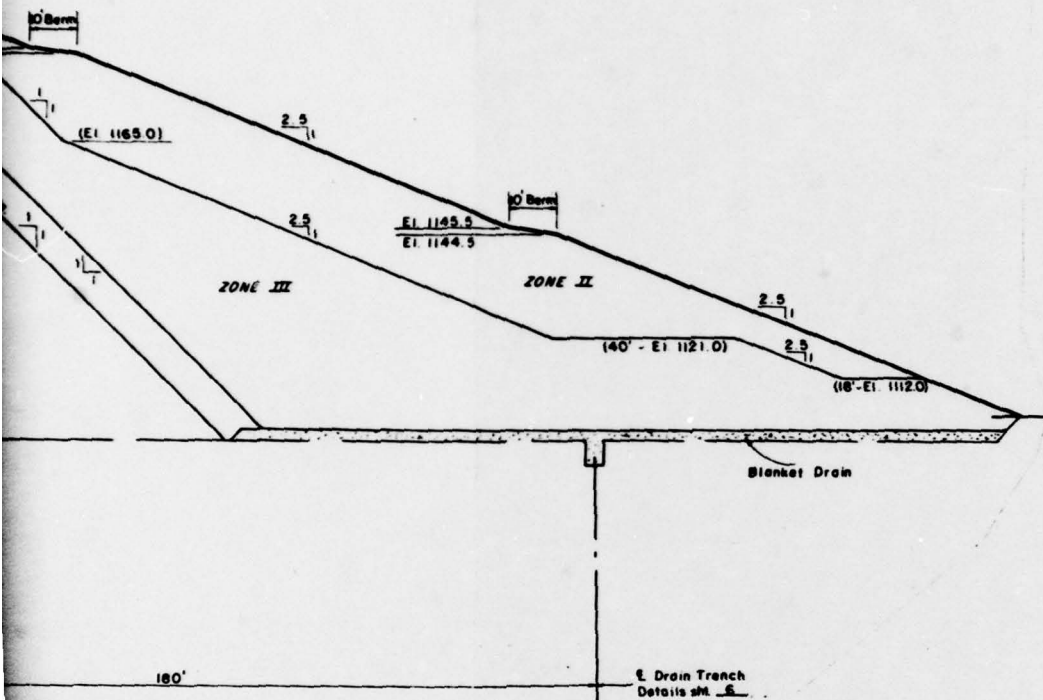 10' Berm
1
1
(El. 1165.0)
2.5
1
10' Berm
El. 1145.5
El. 1144.5
2.5
1
1
1
1
1
ZONE III
ZONE II
2.5
1
(40' - El. 1121.0)
2.5
1
(18' - El. 1112.0)
Blanket Drain
180'
℄ Drain Trench
Details sht. 6